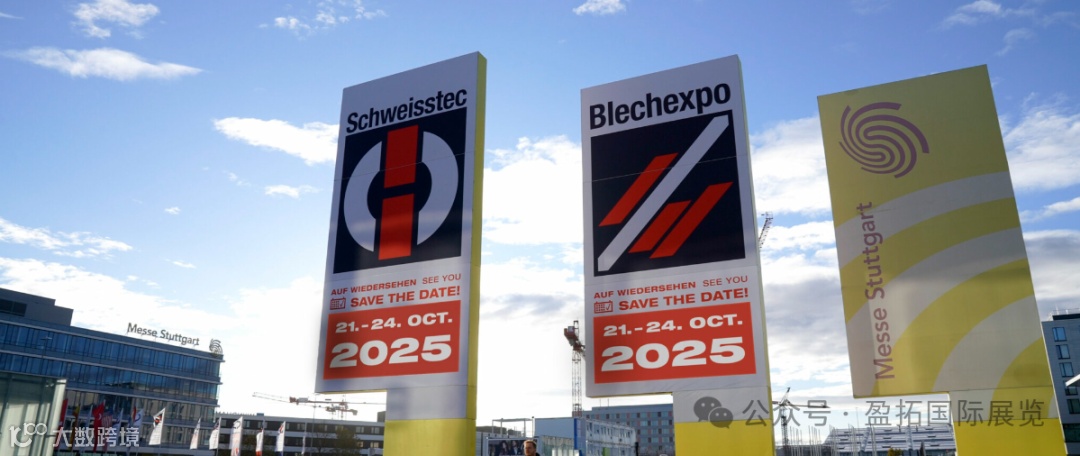 Schweisstec
AUF WIEDERSEHEN SEE YOU
SAVE THE DATE!
21.-24. OCT.
2025
Blechexpo
AUF WIEDERSEHEN SEE YOU
SAVE THE DATE!
21.-24. OCT.
2025
Messe Stuttgart
Messe Stuttgart
大数跨境
公众号 · 盈拓国际展览